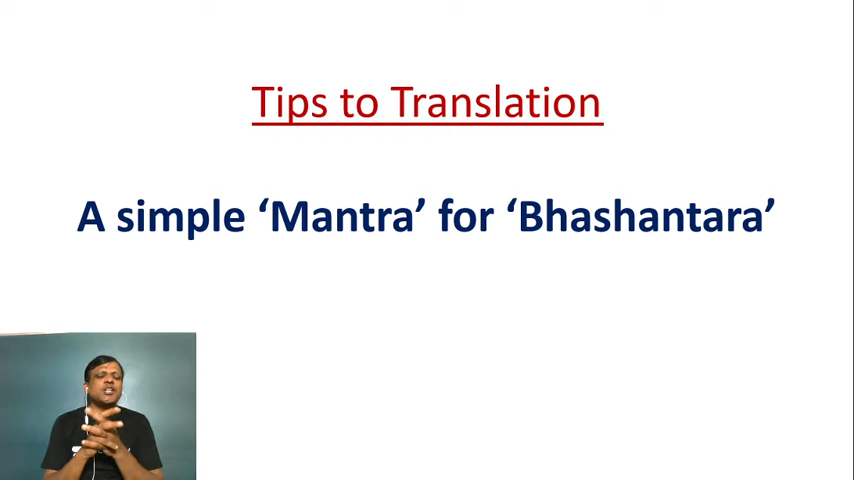 Tips to Translation
A simple ‘Mantra’ for ‘Bhashantara’